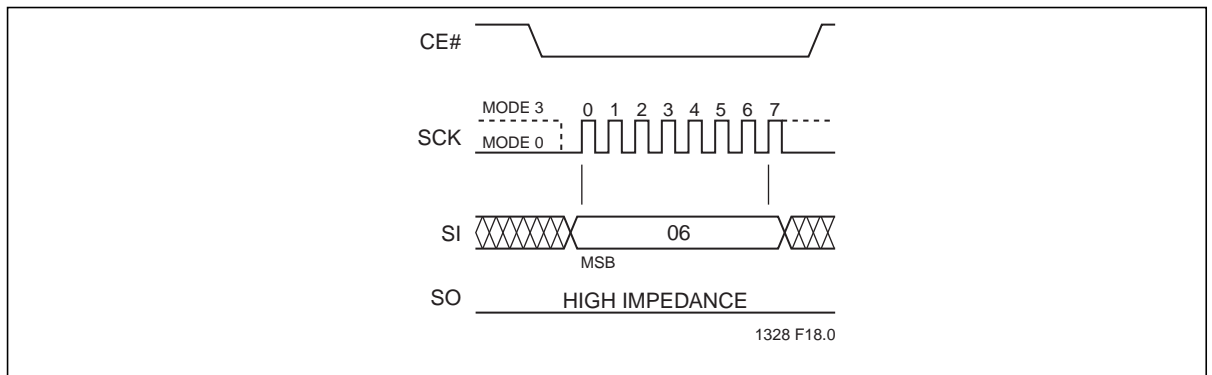 CE#
MODE 3
0 1 2 3 4 5 6 7
SCK
MODE 0
SI
06
MSB
SO
HIGH IMPEDANCE
1328 F18.0